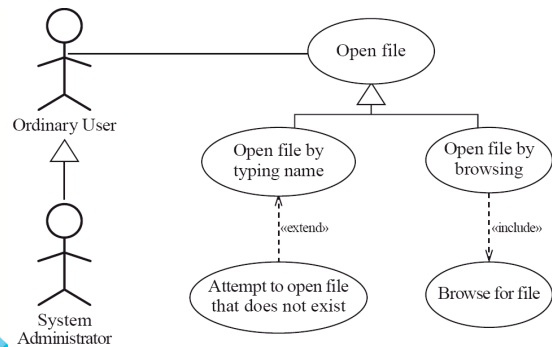 Open file
Ordinary User
Open file by
typing name
Open file by
browsing
«extend»
«include»
Attempt to open file
that does not exist
Browse for file
System
Administrator